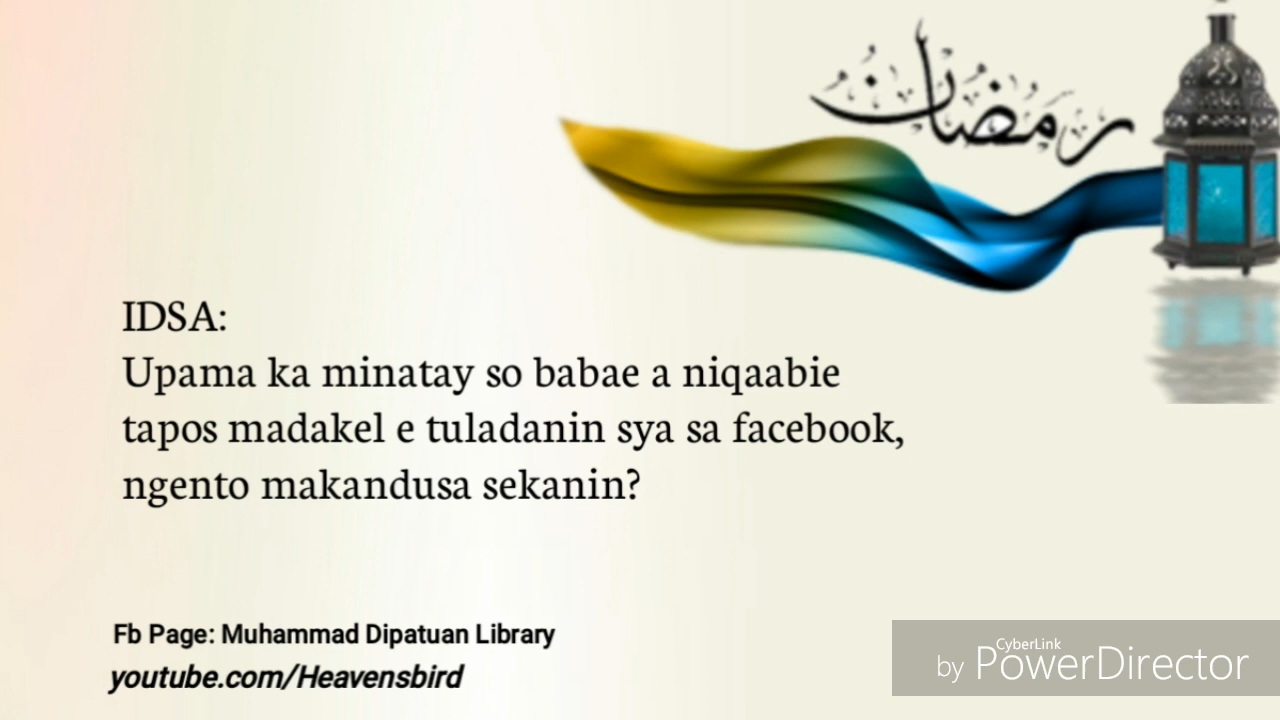 رمضان
IDSA:
Upama ka minatay so babae a niqaabie
tapos madakel e tuladanin sya sa facebook,
ngento makandusa sekanin?
Fb Page: Muhammad Dipatuan Library
youtube.com/Heavensbird
by CyberLink PowerDirector